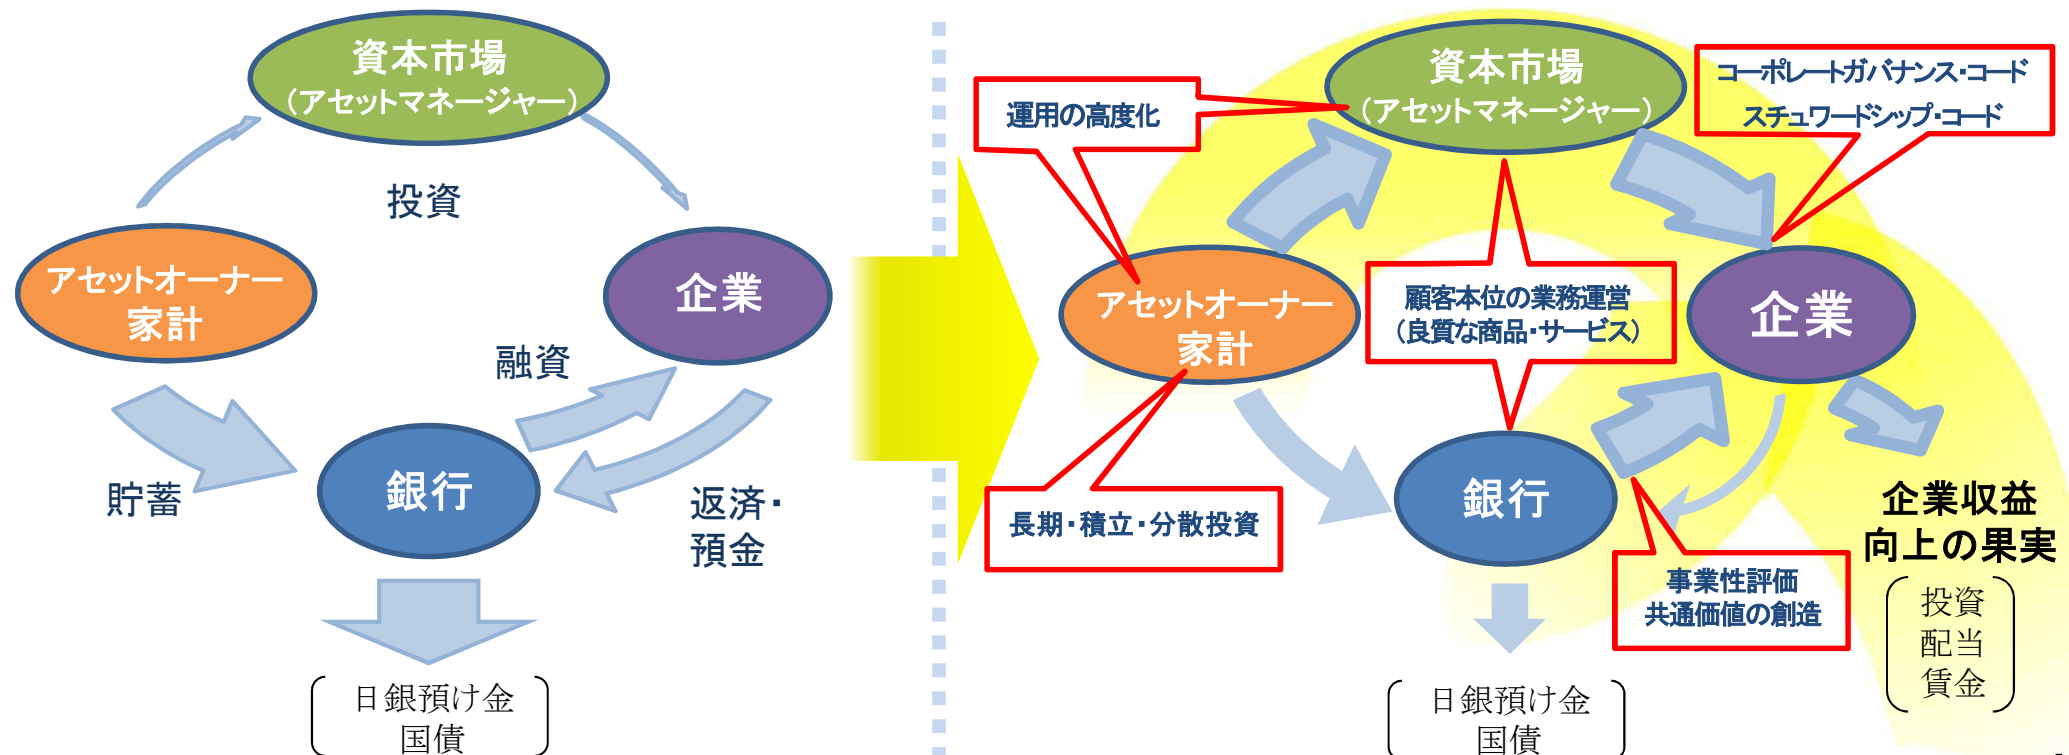 資本市場
（アセットマネージャー）
投資
アセットオーナー
家計
企業
融資
貯蓄
銀行
返済・
預金
日銀預け金
国債
資本市場
（アセットマネージャー）
運用の高度化
コーポレートガバナンス・コード
スチュワードシップ・コード
アセットオーナー
家計
顧客本位の業務運営
（良質な商品・サービス）
企業
長期・積立・分散投資
銀行
事業性評価
共通価値の創造
企業収益
向上の果実
投資
配当
賃金
日銀預け金
国債